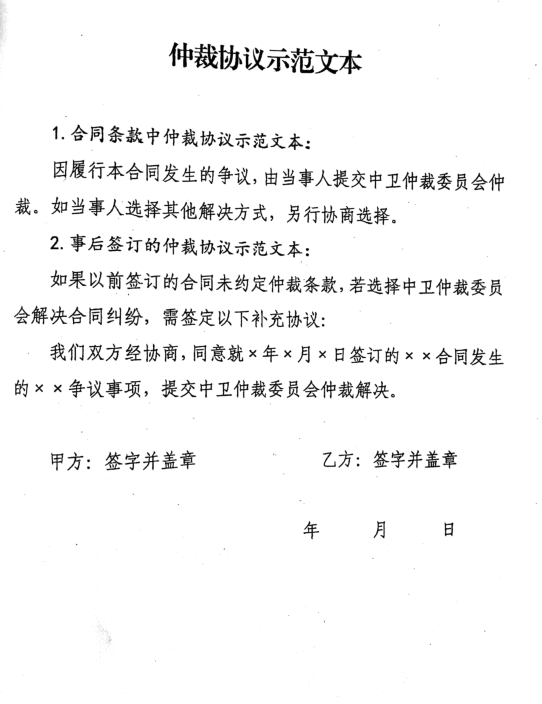 仲裁协议示范文本
1.合同条款中仲裁协议示范文本:
因履行本合同发生的争议,由当事人提交中卫仲裁委员会仲
裁。如当事人选择其他解决方式,另行协商选择。
2.事后签订的仲裁协议示范文本:
如果以前签订的合同未约定仲裁条款,若选择中卫仲裁委员
会解决合同纠纷,需签定以下补充协议:
我们双方经协商,同意就×年×月×日签订的××合同发生
的××争议事项,提交中卫仲裁委员会仲裁解决。
甲方:签字并盖章 乙方:签字并盖章
年 月 日